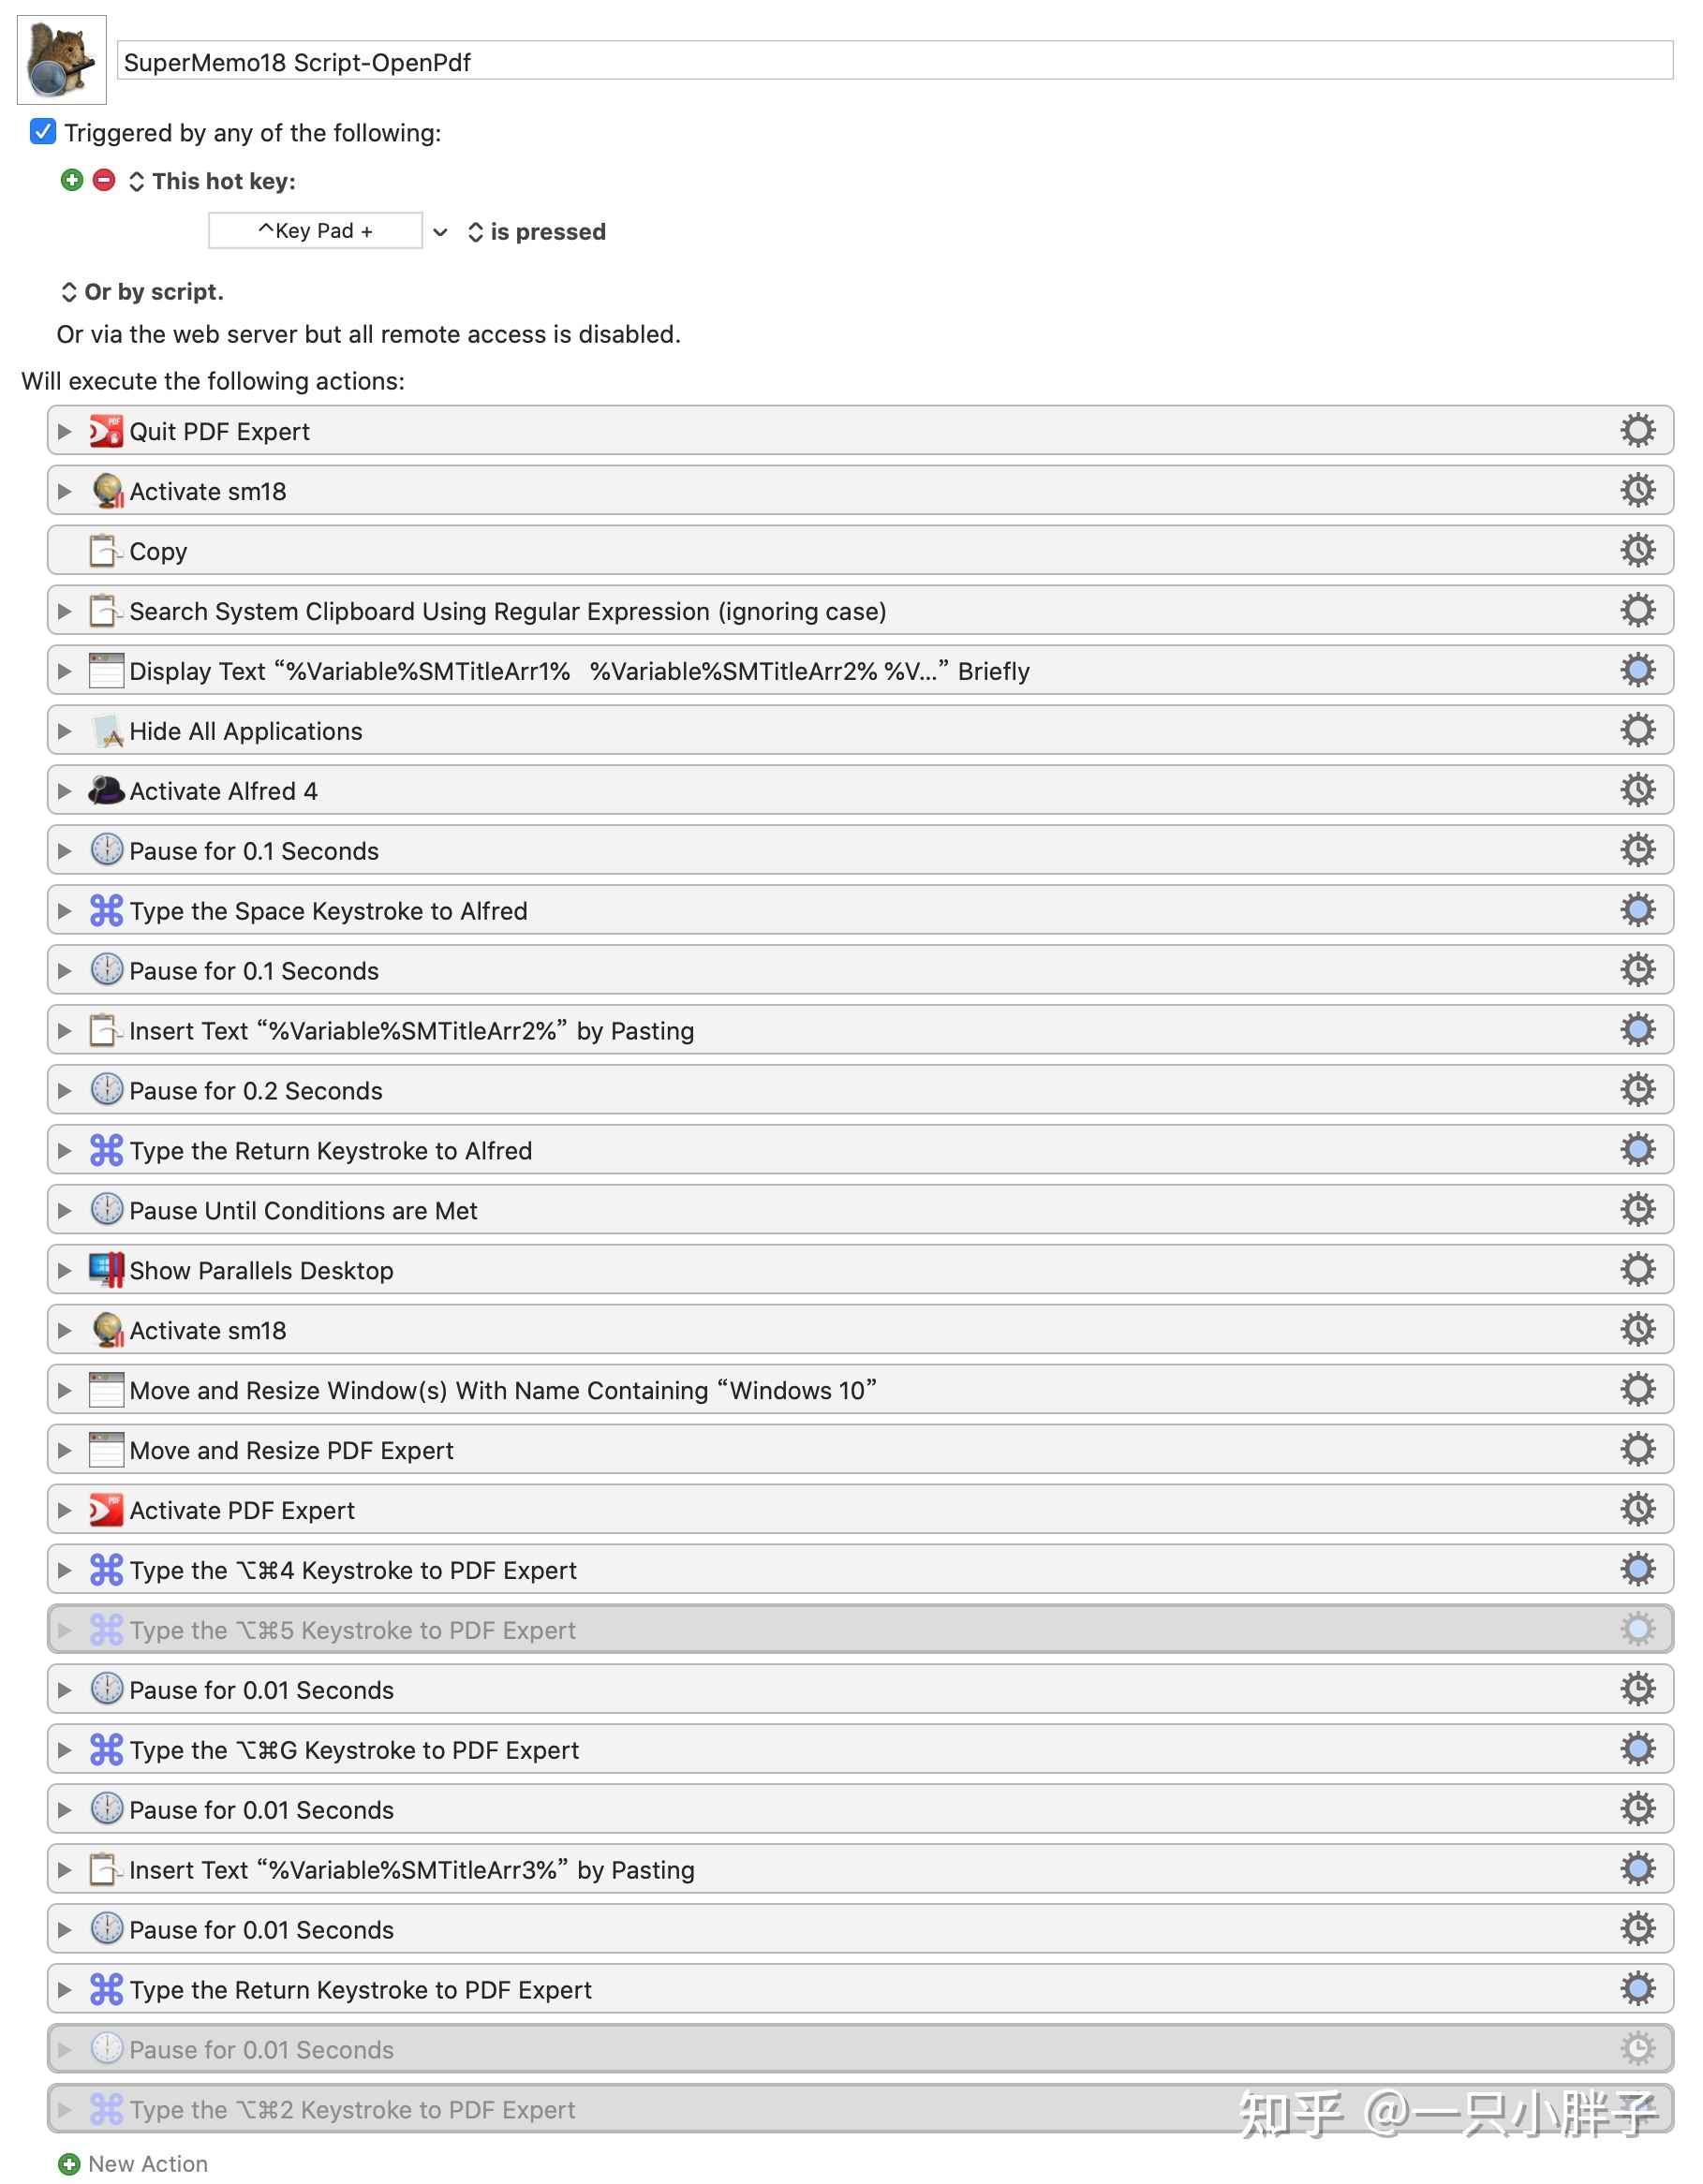 SuperMemo18 Script-OpenPdf
Triggered by any of the following:
This hot key:
^Key Pad +
is pressed
Or by script.
Or via the web server but all remote access is disabled.
Will execute the following actions:
Quit PDF Expert
Activate sm18
Copy
Search System Clipboard Using Regular Expression (ignoring case)
Display Text “%Variable%SMTitleArr1%   %Variable%SMTitleArr2% %V...” Briefly
Hide All Applications
Activate Alfred 4
Pause for 0.1 Seconds
Type the Space Keystroke to Alfred
Pause for 0.1 Seconds
Insert Text “%Variable%SMTitleArr2%” by Pasting
Pause for 0.2 Seconds
Type the Return Keystroke to Alfred
Pause Until Conditions are Met
Show Parallels Desktop
Activate sm18
Move and Resize Window(s) With Name Containing “Windows 10”
Move and Resize PDF Expert
Activate PDF Expert
Type the ⌥⌘4 Keystroke to PDF Expert
Type the ⌥⌘5 Keystroke to PDF Expert
Pause for 0.01 Seconds
Type the ⌥⌘G Keystroke to PDF Expert
Pause for 0.01 Seconds
Insert Text “%Variable%SMTitleArr3%” by Pasting
Pause for 0.01 Seconds
Type the Return Keystroke to PDF Expert
Pause for 0.01 Seconds
Type the ⌥⌘2 Keystroke to PDF Expert
知乎 @一只小胖子
New Action